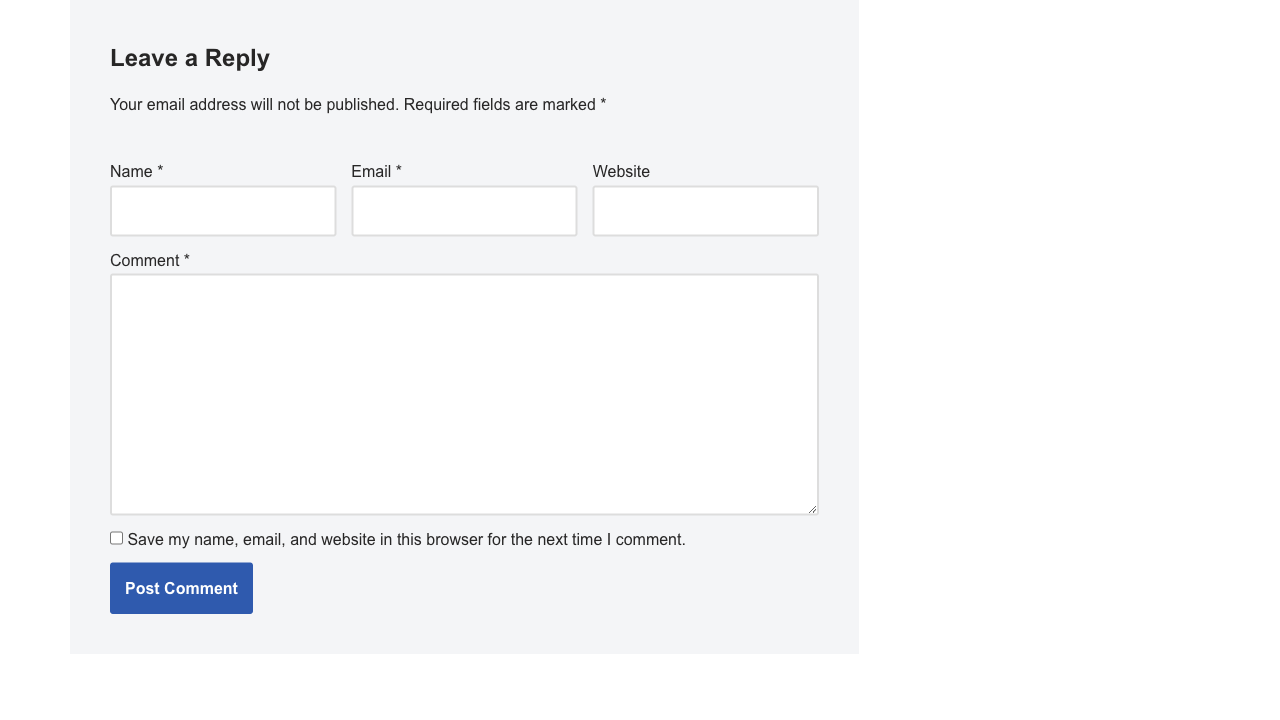 Leave a Reply
Your email address will not be published. Required fields are marked *
Name *
Email *
Website
Comment *
Save my name, email, and website in this browser for the next time I comment.
Post Comment